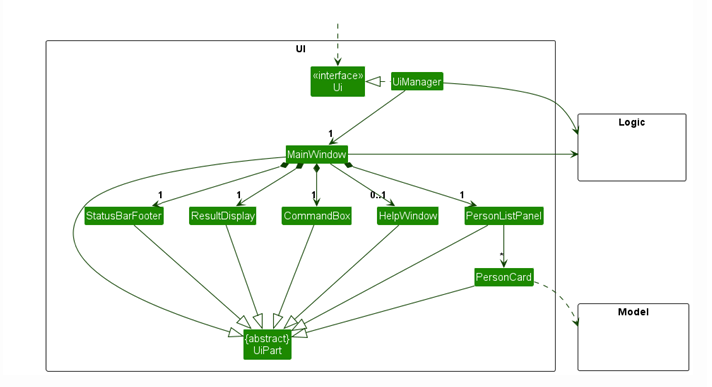 UI
«interface»
Ui
UiManager
Logic
1
MainWindow
1
1
1
0..1
1
StatusBarFooter
ResultDisplay
CommandBox
HelpWindow
PersonListPanel
*
PersonCard
Model
{abstract}
UiPart